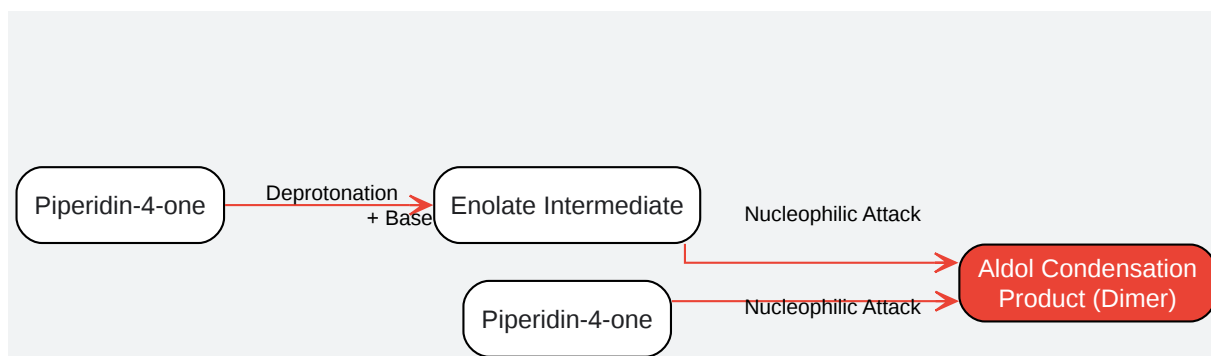 Piperidin-4-one
Deprotonation
+ Base
Enolate Intermediate
Nucleophilic Attack
Piperidin-4-one
Nucleophilic Attack
Aldol Condensation
Product (Dimer)